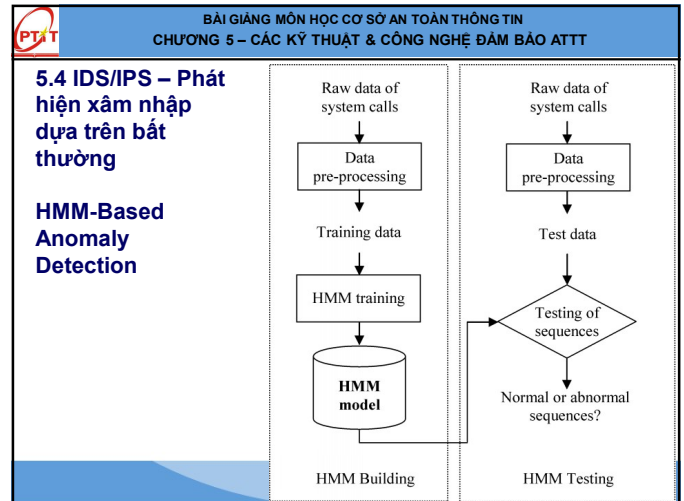 PTIT
BÀI GIẢNG MÔN HỌC CƠ SỞ AN TOÀN THÔNG TIN
CHƯƠNG 5 – CÁC KỸ THUẬT & CÔNG NGHỆ ĐẢM BẢO ATTT
5.4 IDS/IPS – Phát
hiện xâm nhập
dựa trên bất
thường
HMM-Based
Anomaly
Detection
Raw data of
system calls
Data
pre-processing
Training data
HMM training
HMM
model
HMM Building
Raw data of
system calls
Data
pre-processing
Test data
Testing of
sequences
Normal or abnormal
sequences?
HMM Testing